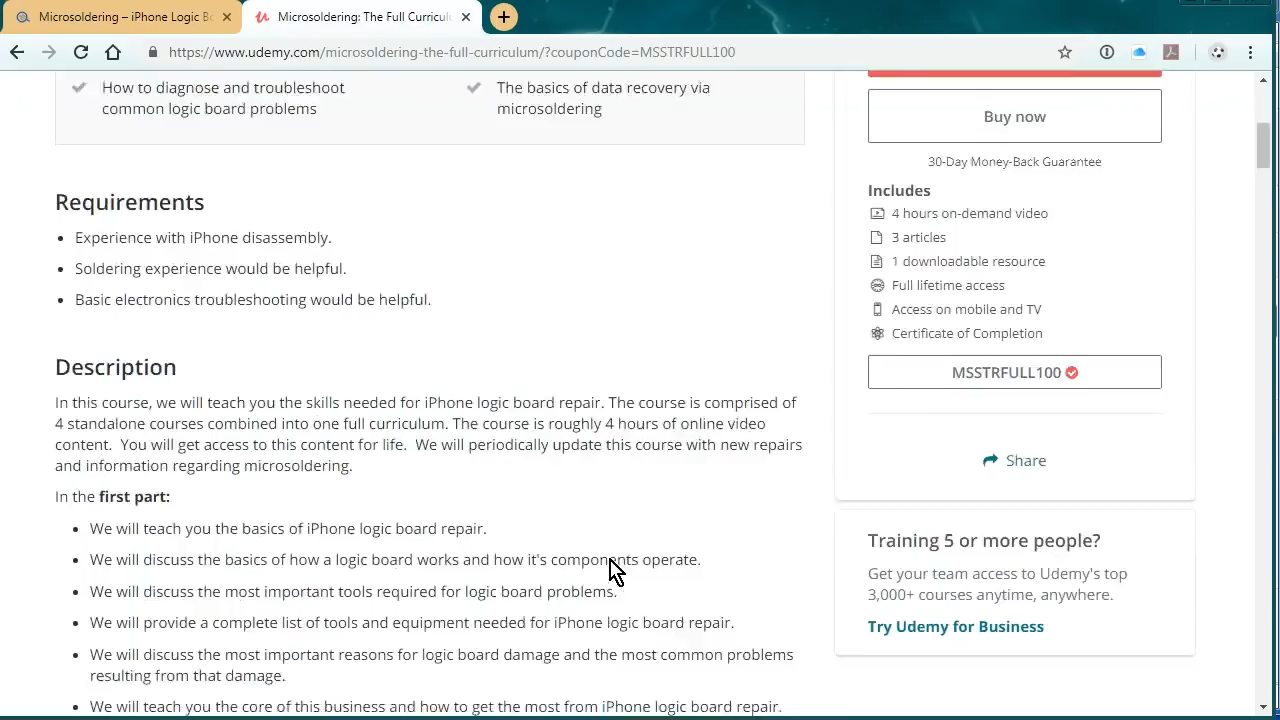 Microsoldering – iPhone Logic Bo
Microsoldering: The Full Curricul
https://www.udemy.com/microsoldering-the-full-curriculum/?couponCode=MSSTRFULL100
How to diagnose and troubleshoot
common logic board problems
The basics of data recovery via
microsoldering
Requirements
Experience with iPhone disassembly.
Soldering experience would be helpful.
Basic electronics troubleshooting would be helpful.
Description
In this course, we will teach you the skills needed for iPhone logic board repair. The course is comprised of
4 standalone courses combined into one full curriculum. The course is roughly 4 hours of online video
content. You will get access to this content for life. We will periodically update this course with new repairs
and information regarding microsoldering.
In the first part:
We will teach you the basics of iPhone logic board repair.
We will discuss the basics of how a logic board works and how it's components operate.
We will discuss the most important tools required for logic board problems.
We will provide a complete list of tools and equipment needed for iPhone logic board repair.
We will discuss the most important reasons for logic board damage and the most common problems
resulting from that damage.
We will teach you the core of this business and how to get the most from iPhone logic board repair.
Buy now
30-Day Money-Back Guarantee
Includes
4 hours on-demand video
3 articles
1 downloadable resource
Full lifetime access
Access on mobile and TV
Certificate of Completion
MSSTRFULL100
Share
Training 5 or more people?
Get your team access to Udemy's top
3,000+ courses anytime, anywhere.
Try Udemy for Business